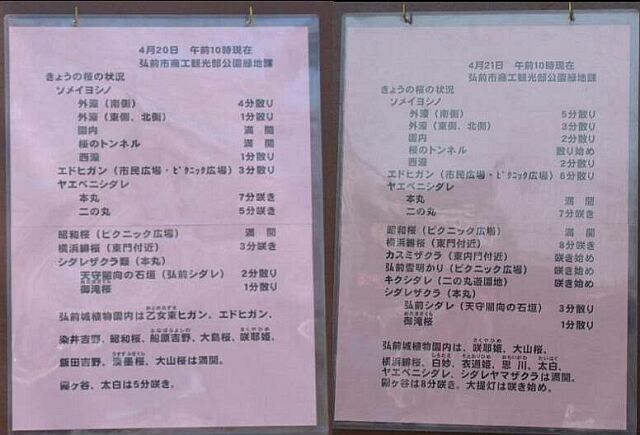 4月20日 午前10時現在
弘前市商工観光部公園緑地課
きょうの桜の状況
ソメイヨシノ
外濠（南側） 4分散り
外濠（東側、北側） 1分散り
園内 満 開
桜のトンネル 満 開
西濠 1分散り
エドヒガン（市民広場・ピクニック広場） 3分散り
ヤエベニシダレ
本丸 7分咲き
二の丸 5分咲き
昭和桜（ピクニック広場） 満 開
横浜緋桜（東門付近） 3分咲き
シダレザクラ類（本丸）
天守閣向の石垣（弘前シダレ） 2分散り
御滝桜 1分散り
弘前城植物園内は乙女東ヒガン、エドヒガン、
染井吉野、昭和桜、船原吉野、大島桜、咲耶姫、
飯田吉野、淡墨桜、大山桜は満開。
関ヶ谷、太白は5分咲き。
4月21日 午前10時現在
弘前市商工観光部公園緑地課
きょうの桜の状況
ソメイヨシノ
外濠（南側） 5分散り
外濠（東側、北側） 3分散り
園内 2分散り
桜のトンネル 散り始め
西濠 2分散り
エドヒガン（市民広場・ピクニック広場） 6分散り
ヤエベニシダレ
本丸 満 開
二の丸 7分咲き
昭和桜（ピクニック広場） 満 開
横浜緋桜（東門付近） 8分咲き
カスミザクラ（東内門付近） 咲き始め
弘前雪明かり（ピクニック広場） 咲き始め
キクシダレ（二の丸遊園地） 咲き始め
シダレザクラ（本丸）
弘前シダレ（天守閣向の石垣） 3分散り
御滝桜 1分散り
弘前城植物園内は、咲耶姫、大山桜、
横浜緋桜、白妙、衣通姫、思川、太白、
ヤエベニシダレ、シダレヤマザクラは満開。
関ヶ谷は8分咲き。大提灯は咲き始め。